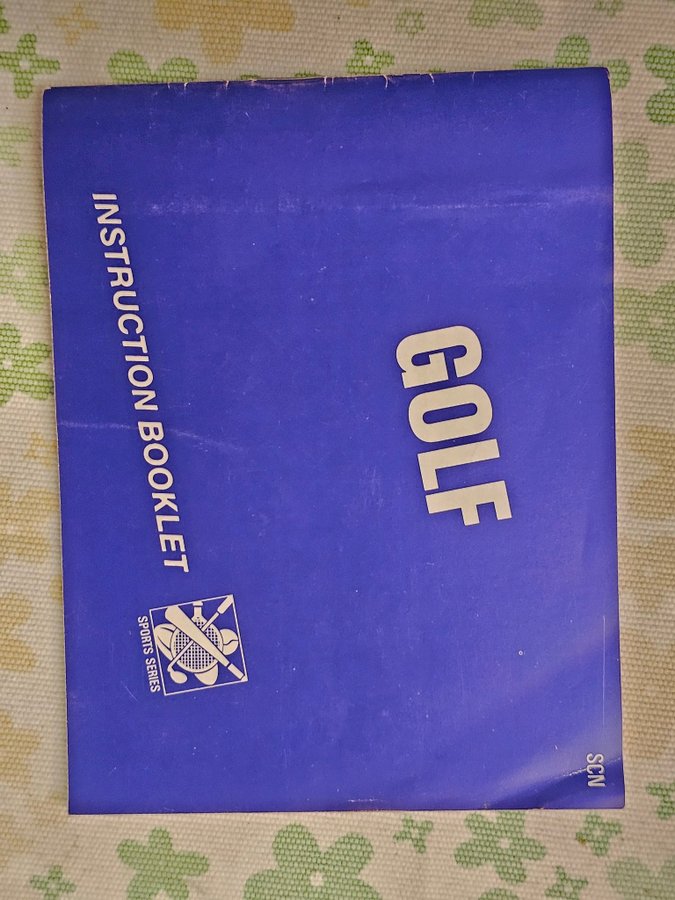 SCN
GOLF
INSTRUCTION BOOKLET
SPORTS SERIES